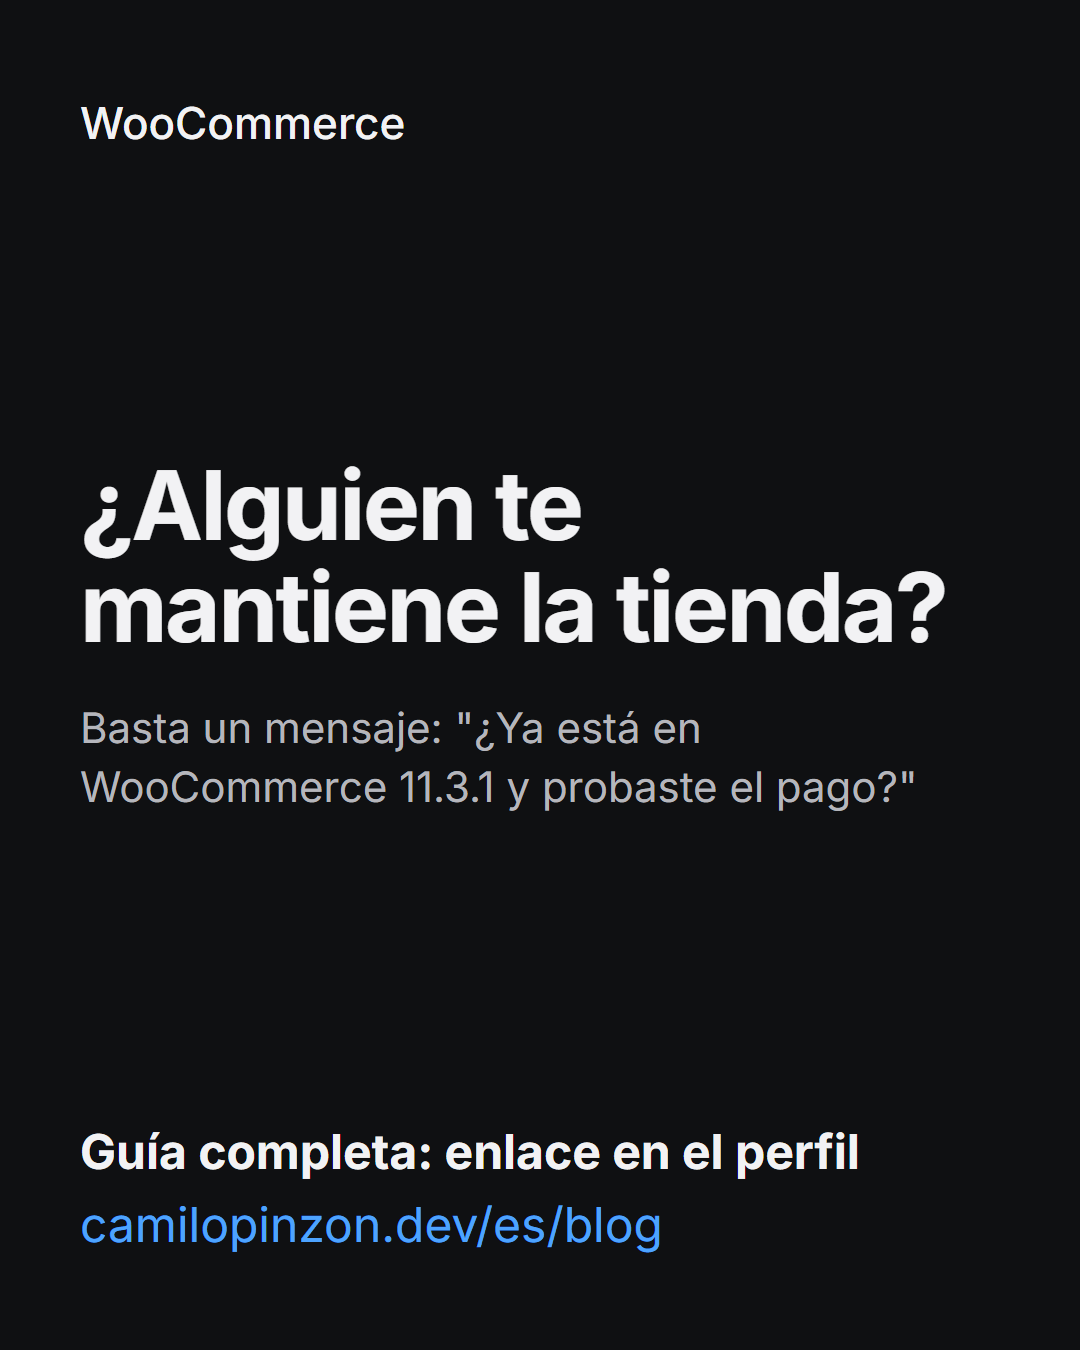 WooCommerce
¿Alguien te
mantiene la tienda?
Basta un mensaje: "¿Ya está en
WooCommerce 11.3.1 y probaste el pago?"
Guía completa: enlace en el perfil
camilopinzon.dev/es/blog